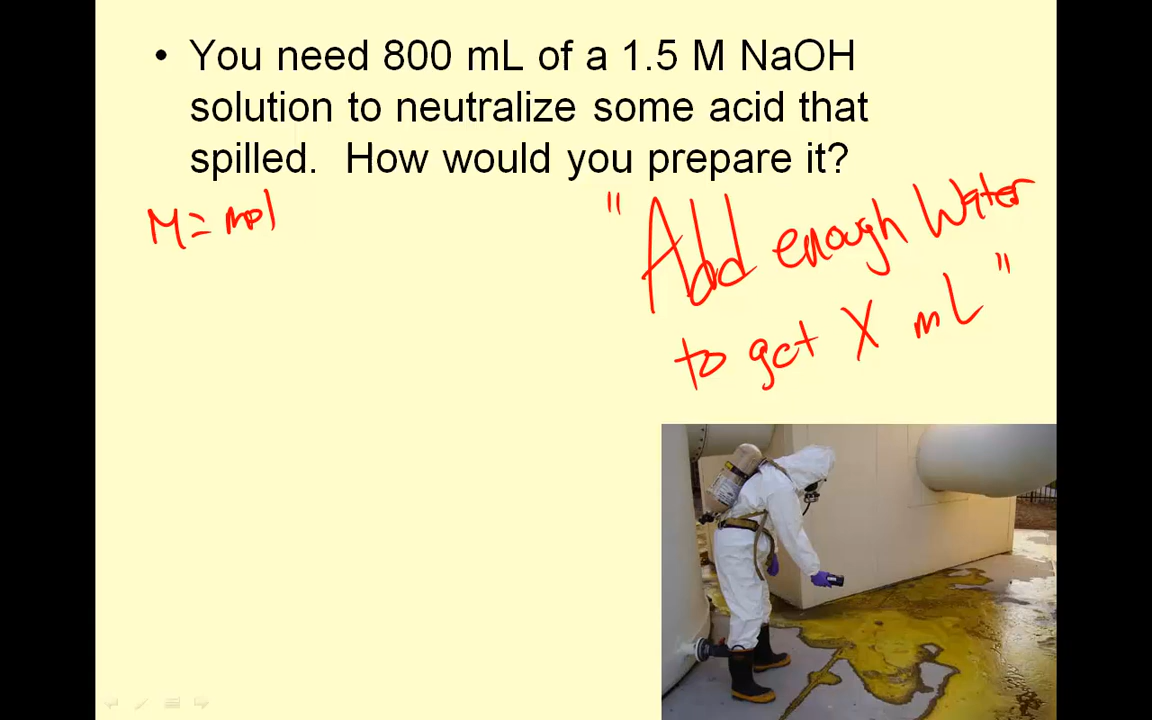 • You need 800 mL of a 1.5 M NaOH
solution to neutralize some acid that
spilled. How would you prepare it?
M = mol
"Add enough Water
to get X mL"